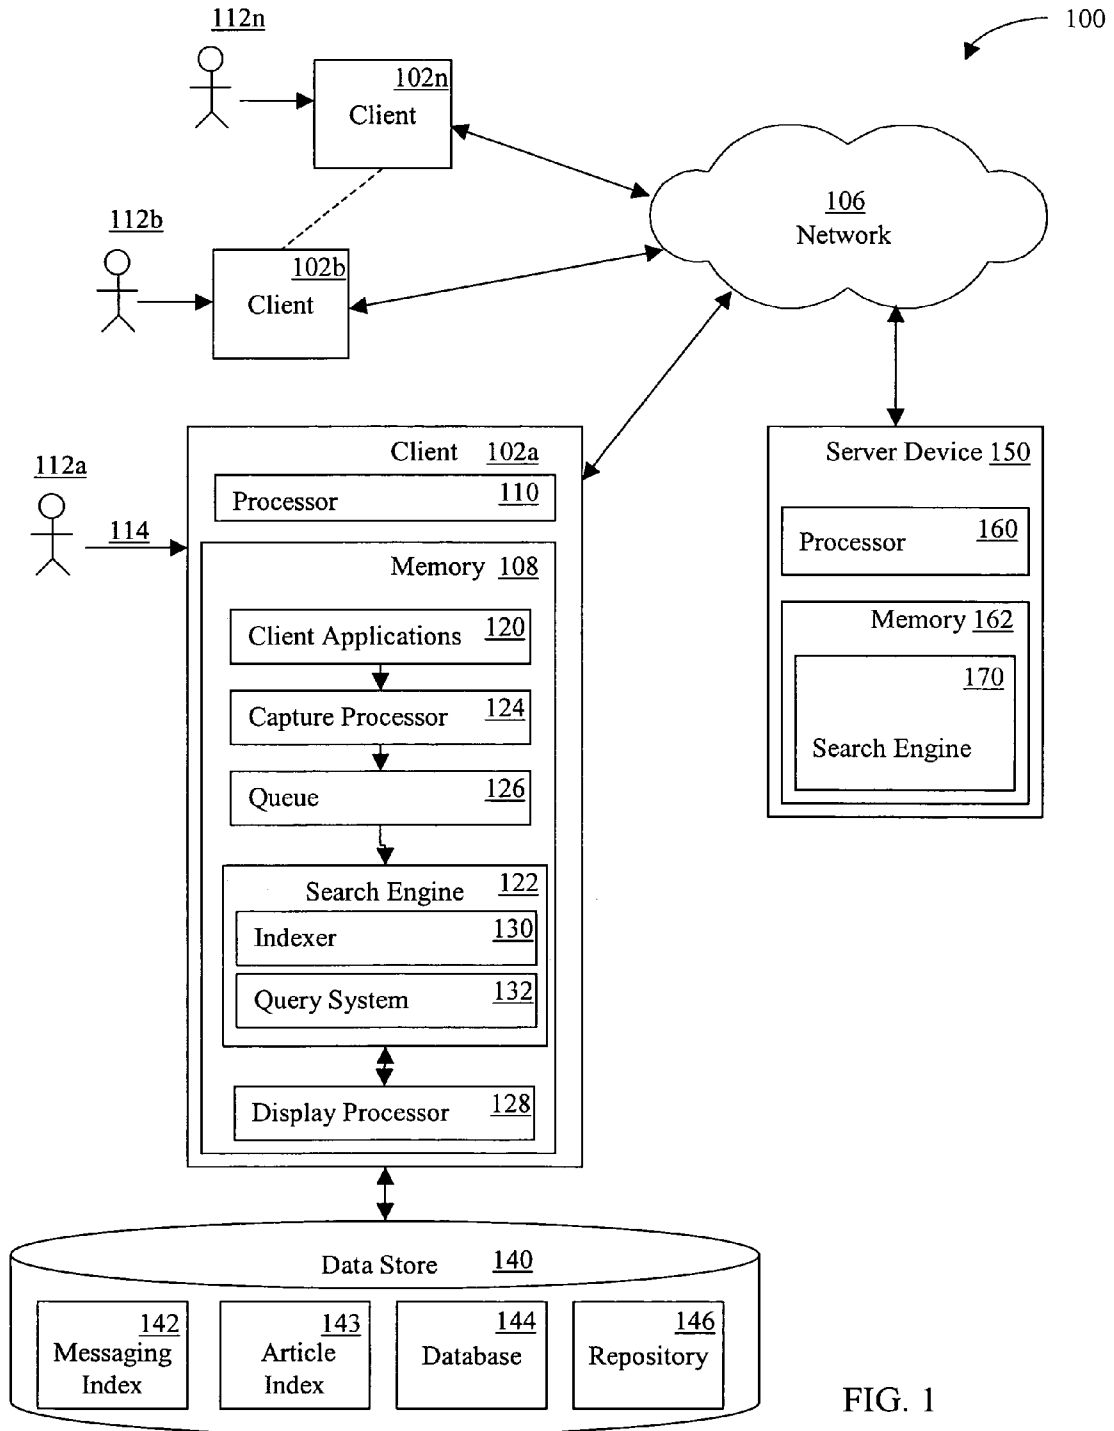 100
112n
102n
Client
112b
102b
Client
106
Network
112a
114
Client 102a
Processor 110
Memory 108
Client Applications 120
Capture Processor 124
Queue 126
Search Engine 122
Indexer 130
Query System 132
Display Processor 128
Server Device 150
Processor 160
Memory 162
170
Search Engine
Data Store 140
142
Messaging
Index
143
Article
Index
144
Database
146
Repository
FIG. 1